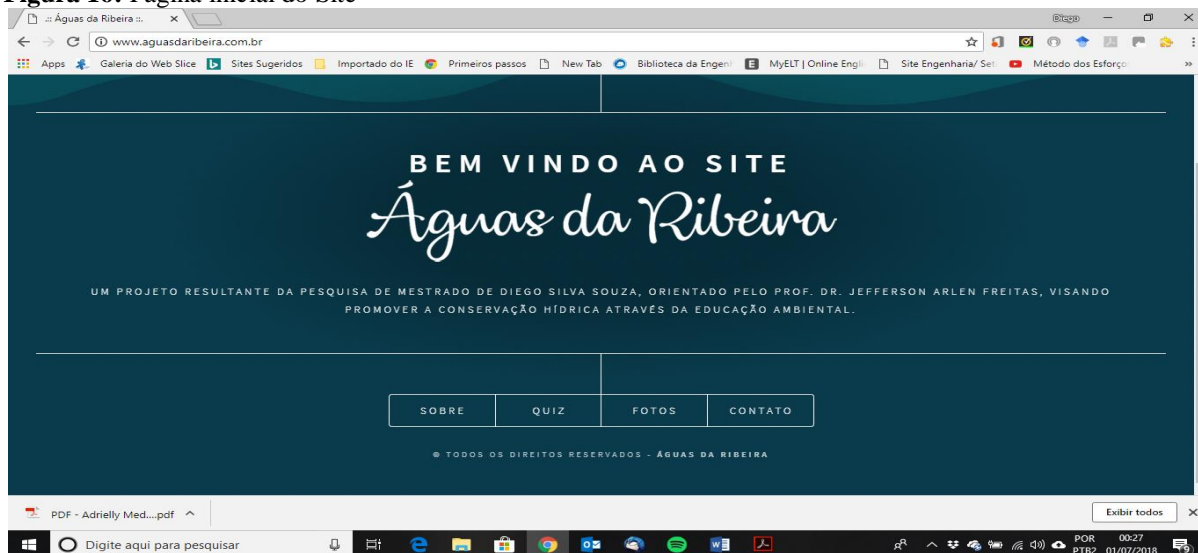 Figura 10: Página inicial do Site
.:: Águas da Ribeira ::.
Diego
www.aguasdaribeira.com.br
Apps Galeria do Web Slice Sites Sugeridos Importado do IE Primeiros passos New Tab Biblioteca da Engen MyELT | Online Engli Site Engenharia/ Set Método dos Esforço
BEM VINDO AO SITE
Águas da Ribeira
UM PROJETO RESULTANTE DA PESQUISA DE MESTRADO DE DIEGO SILVA SOUZA, ORIENTADO PELO PROF. DR. JEFFERSON ARLEN FREITAS, VISANDO
PROMOVER A CONSERVAÇÃO HÍDRICA ATRAVÉS DA EDUCAÇÃO AMBIENTAL.
SOBRE QUIZ FOTOS CONTATO
© TODOS OS DIREITOS RESERVADOS - ÁGUAS DA RIBEIRA
PDF - Adrielly Med....pdf Exibir todos
Digite aqui para pesquisar
POR 00:27
PTB2 01/07/2018